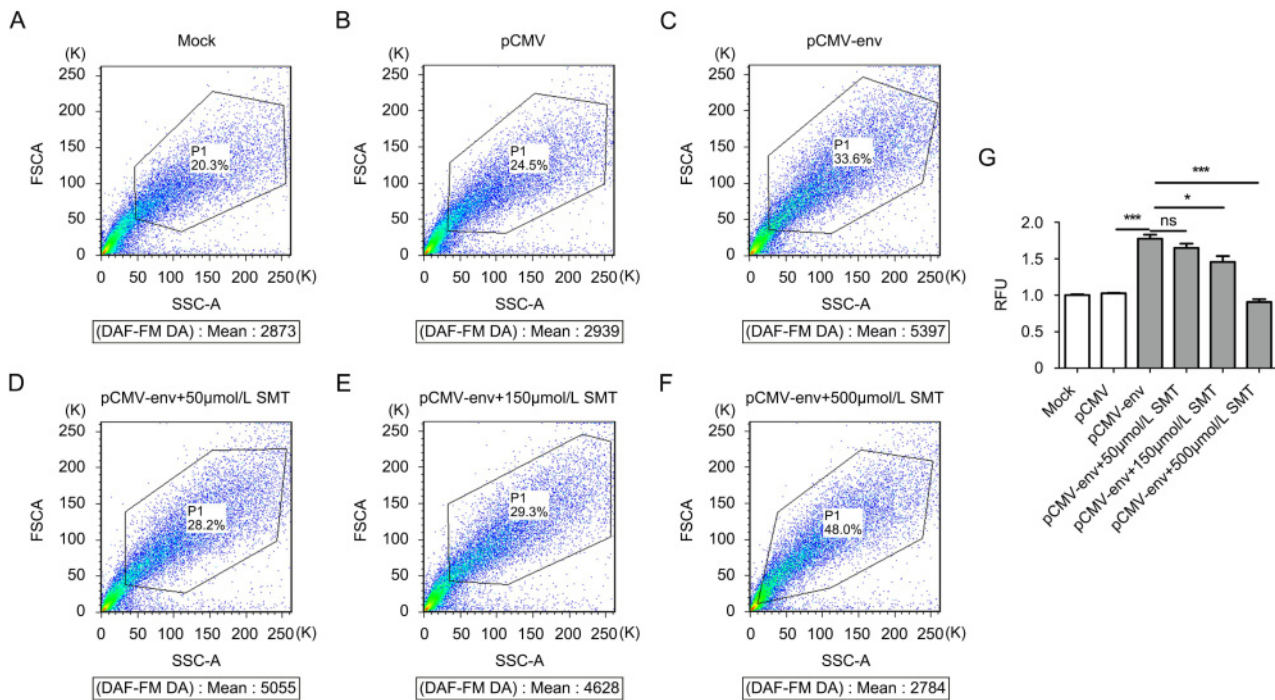 A
Mock
(K)
250
200
150
100
50
0
FSCA
P1
20.3%
0 50 100 150 200 250 (K)
SSC-A
(DAF-FM DA) : Mean : 2873
B
pCMV
(K)
250
200
150
100
50
0
FSCA
P1
24.5%
0 50 100 150 200 250 (K)
SSC-A
(DAF-FM DA) : Mean : 2939
C
pCMV-env
(K)
250
200
150
100
50
0
FSCA
P1
33.6%
0 50 100 150 200 250 (K)
SSC-A
(DAF-FM DA) : Mean : 5397
D
pCMV-env+50μmol/L SMT
(K)
250
200
150
100
50
0
FSCA
P1
28.2%
0 50 100 150 200 250 (K)
SSC-A
(DAF-FM DA) : Mean : 5055
E
pCMV-env+150μmol/L SMT
(K)
250
200
150
100
50
0
FSCA
P1
29.3%
0 50 100 150 200 250 (K)
SSC-A
(DAF-FM DA) : Mean : 4628
F
pCMV-env+500μmol/L SMT
(K)
250
200
150
100
50
0
FSCA
P1
48.0%
0 50 100 150 200 250 (K)
SSC-A
(DAF-FM DA) : Mean : 2784
G
***
*
*** ns
2.0
1.5
1.0
0.5
0
RFU
Mock
pCMV
pCMV-env
pCMV-env+50μmol/L SMT
pCMV-env+150μmol/L SMT
pCMV-env+500μmol/L SMT